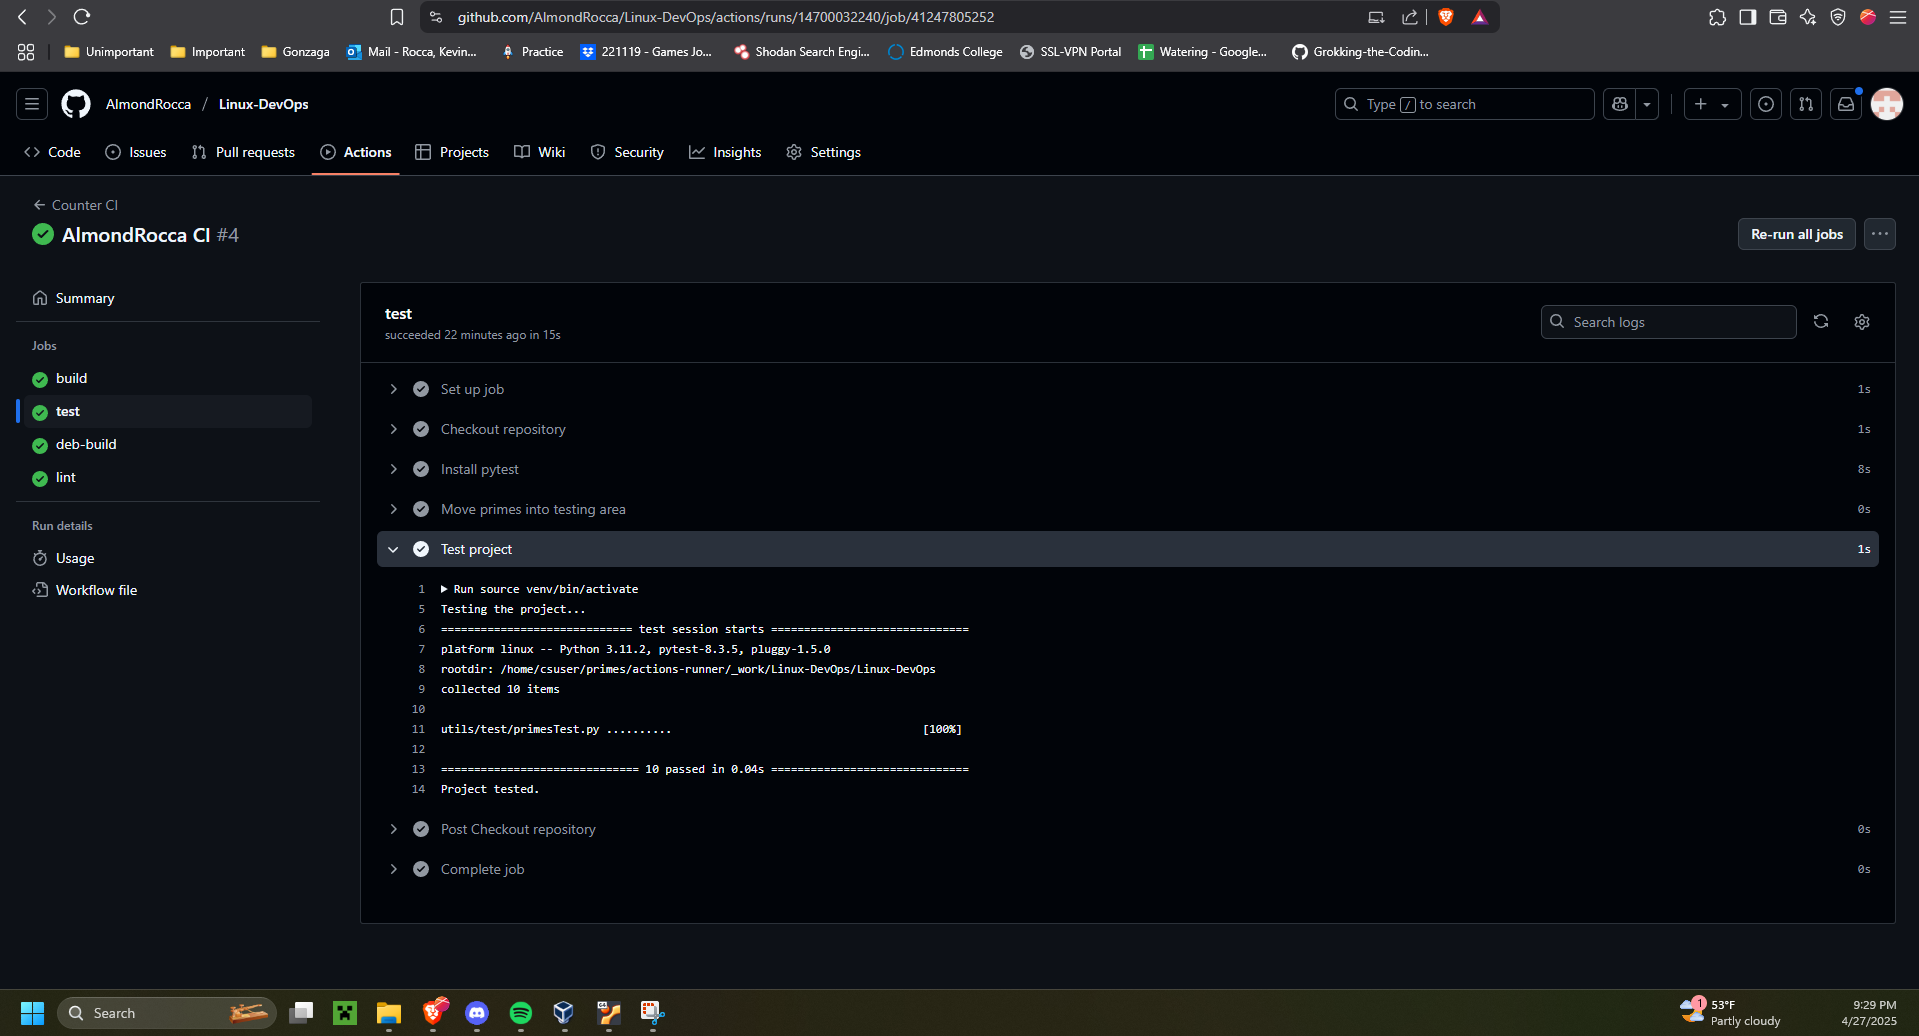 github.com/AlmondRocca/Linux-DevOps/actions/runs/14700032240/job/41247805252
Unimportant
Important
Gonzaga
Mail - Rocca, Kevin...
Practice
221119 - Games Jo...
Shodan Search Engi...
Edmonds College
SSL-VPN Portal
Watering - Google...
Grokking-the-Codin...
AlmondRocca / Linux-DevOps
Type / to search
Code
Issues
Pull requests
Actions
Projects
Wiki
Security
Insights
Settings
Counter CI
AlmondRocca CI #4
Re-run all jobs
Summary
Jobs
build
test
deb-build
lint
Run details
Usage
Workflow file
test
succeeded 22 minutes ago in 15s
Search logs
Set up job 1s
Checkout repository 1s
Install pytest 8s
Move primes into testing area 0s
Test project 1s
1 Run source venv/bin/activate
5 Testing the project...
6 ============================= test session starts ==============================
7 platform linux -- Python 3.11.2, pytest-8.3.5, pluggy-1.5.0
8 rootdir: /home/csuser/primes/actions-runner/_work/Linux-DevOps/Linux-DevOps
9 collected 10 items
10
11 utils/test/primesTest.py .......... [100%]
12
13 ============================== 10 passed in 0.04s ==============================
14 Project tested.
Post Checkout repository 0s
Complete job 0s
Search
64
1
53°F
Partly cloudy
9:29 PM
4/27/2025